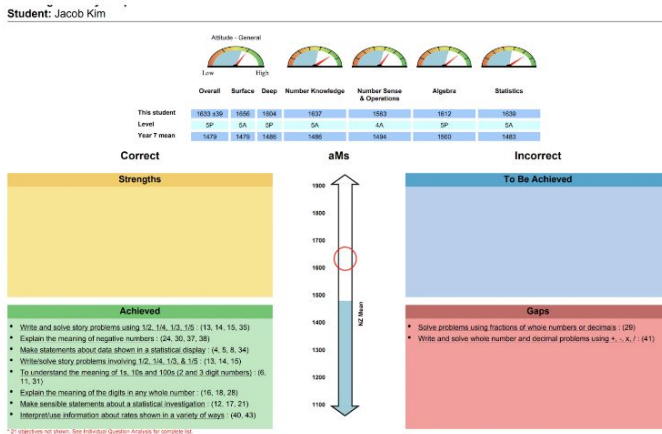 Student: Jacob Kim
Attitude - General
Low High
Overall Surface Deep Number Knowledge Number Sense & Operations Algebra Statistics
This student 1633 ±39 1656 1604 1637 1583 1612 1639
Level 5P 5A 5P 5A 4A 5P 5A
Year 7 mean 1479 1479 1486 1486 1494 1560 1483
Correct aMs Incorrect
Strengths
To Be Achieved
1900
1800
1700
1600
1500
1400
1300
1200
1100
NZ Mean
Achieved
• Write and solve story problems using 1/2, 1/4, 1/3, 1/5 : (13, 14, 15, 35)
• Explain the meaning of negative numbers : (24, 30, 37, 38)
• Make statements about data shown in a statistical display : (4, 5, 8, 34)
• Write/solve story problems involving 1/2, 1/4, 1/3, & 1/5 : (13, 14, 15)
• To understand the meaning of 1s, 10s and 100s (2 and 3 digit numbers) : (6,
11, 31)
• Explain the meaning of the digits in any whole number : (16, 18, 28)
• Make sensible statements about a statistical investigation : (12, 17, 21)
• Interpret/use information about rates shown in a variety of ways : (40, 43)
Gaps
• Solve problems using fractions of whole numbers or decimals : (29)
• Write and solve whole number and decimal problems using +, -, x, / : (41)
* 21 objectives not shown. See Individual Question Analysis for complete list.